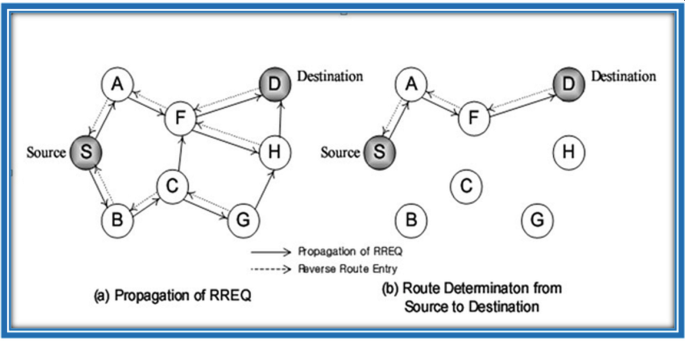 A
D
Destination
F
Source
S
H
C
B
G
(a) Propagation of RREQ
A
D
Destination
F
Source
S
H
C
B
G
Propagation of RREQ
Reverse Route Entry
(b) Route Determinaton from
Source to Destination